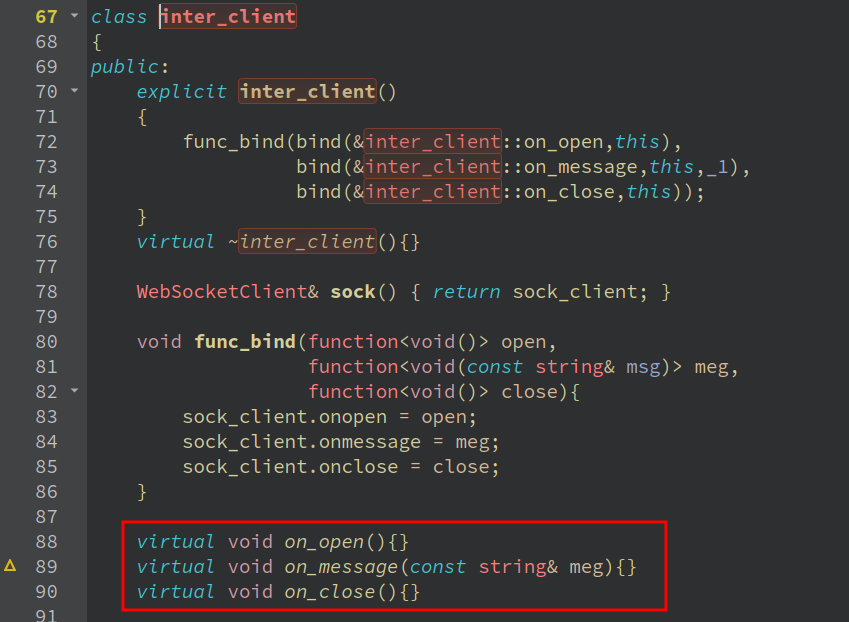 67 class inter_client
68 {
69 public:
70 explicit inter_client()
71 {
72 func_bind(bind(&inter_client::on_open,this),
73 bind(&inter_client::on_message,this,_1),
74 bind(&inter_client::on_close,this));
75 }
76 virtual ~inter_client(){}
77
78 WebSocketClient& sock() { return sock_client; }
79
80 void func_bind(function<void()> open,
81 function<void(const string& msg)> meg,
82 function<void()> close){
83 sock_client.onopen = open;
84 sock_client.onmessage = meg;
85 sock_client.onclose = close;
86 }
87
88 virtual void on_open(){}
89 virtual void on_message(const string& meg){}
90 virtual void on_close(){}
91